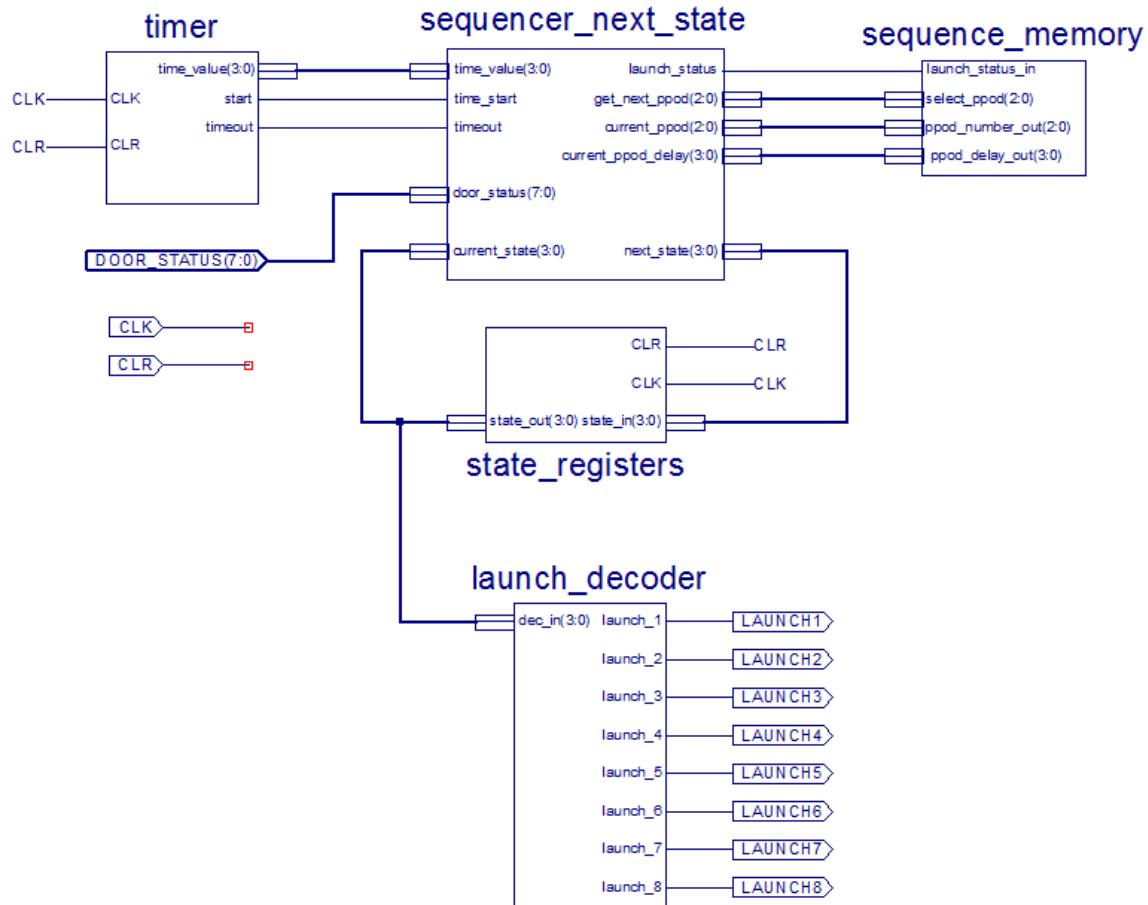 timer
sequencer_next_state
sequence_memory
time_value(3:0)
CLK
CLK
start
timeout
CLR
CLR
time_value(3:0)
time_start
timeout
door_status(7:0)
current_state(3:0)
launch_status
get_next_ppod(2:0)
current_ppod(2:0)
current_ppod_delay(3:0)
next_state(3:0)
launch_status_in
select_ppod(2:0)
ppod_number_out(2:0)
ppod_delay_out(3:0)
DOOR_STATUS(7:0)
CLK
CLR
CLR
CLR
CLK
CLK
state_out(3:0)
state_in(3:0)
state_registers
launch_decoder
dec_in(3:0)
launch_1
LAUNCH1
launch_2
LAUNCH2
launch_3
LAUNCH3
launch_4
LAUNCH4
launch_5
LAUNCH5
launch_6
LAUNCH6
launch_7
LAUNCH7
launch_8
LAUNCH8